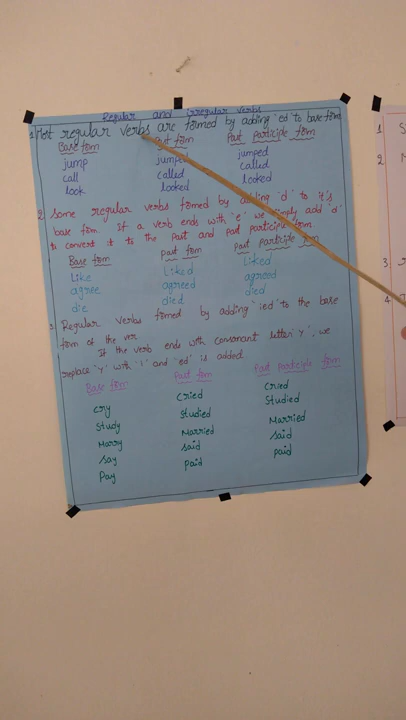 Regular and irregular verbs
1. Most regular verbs are formed by adding 'ed' to base form
Base form Past form Past participle form
jump jumped jumped
call called called
look looked looked
2. Some regular verbs formed by adding 'd' to it's
base form. If a verb ends with "e" we simply add 'd'
to convert it to the past and past participle form.
Base form past form past participle form
Like Liked Liked
agree agreed agreed
die died died
3. Regular verbs formed by adding 'ied' to the base
form of the
If the verb ends with consonant letter 'y', we
replace 'y' with 'i' and "ed" is added.
Base form Past form Past participle form
cry cried cried
Study Studied Studied
Marry Married Married
say said said
Pay paid paid
1 S
2
3
4